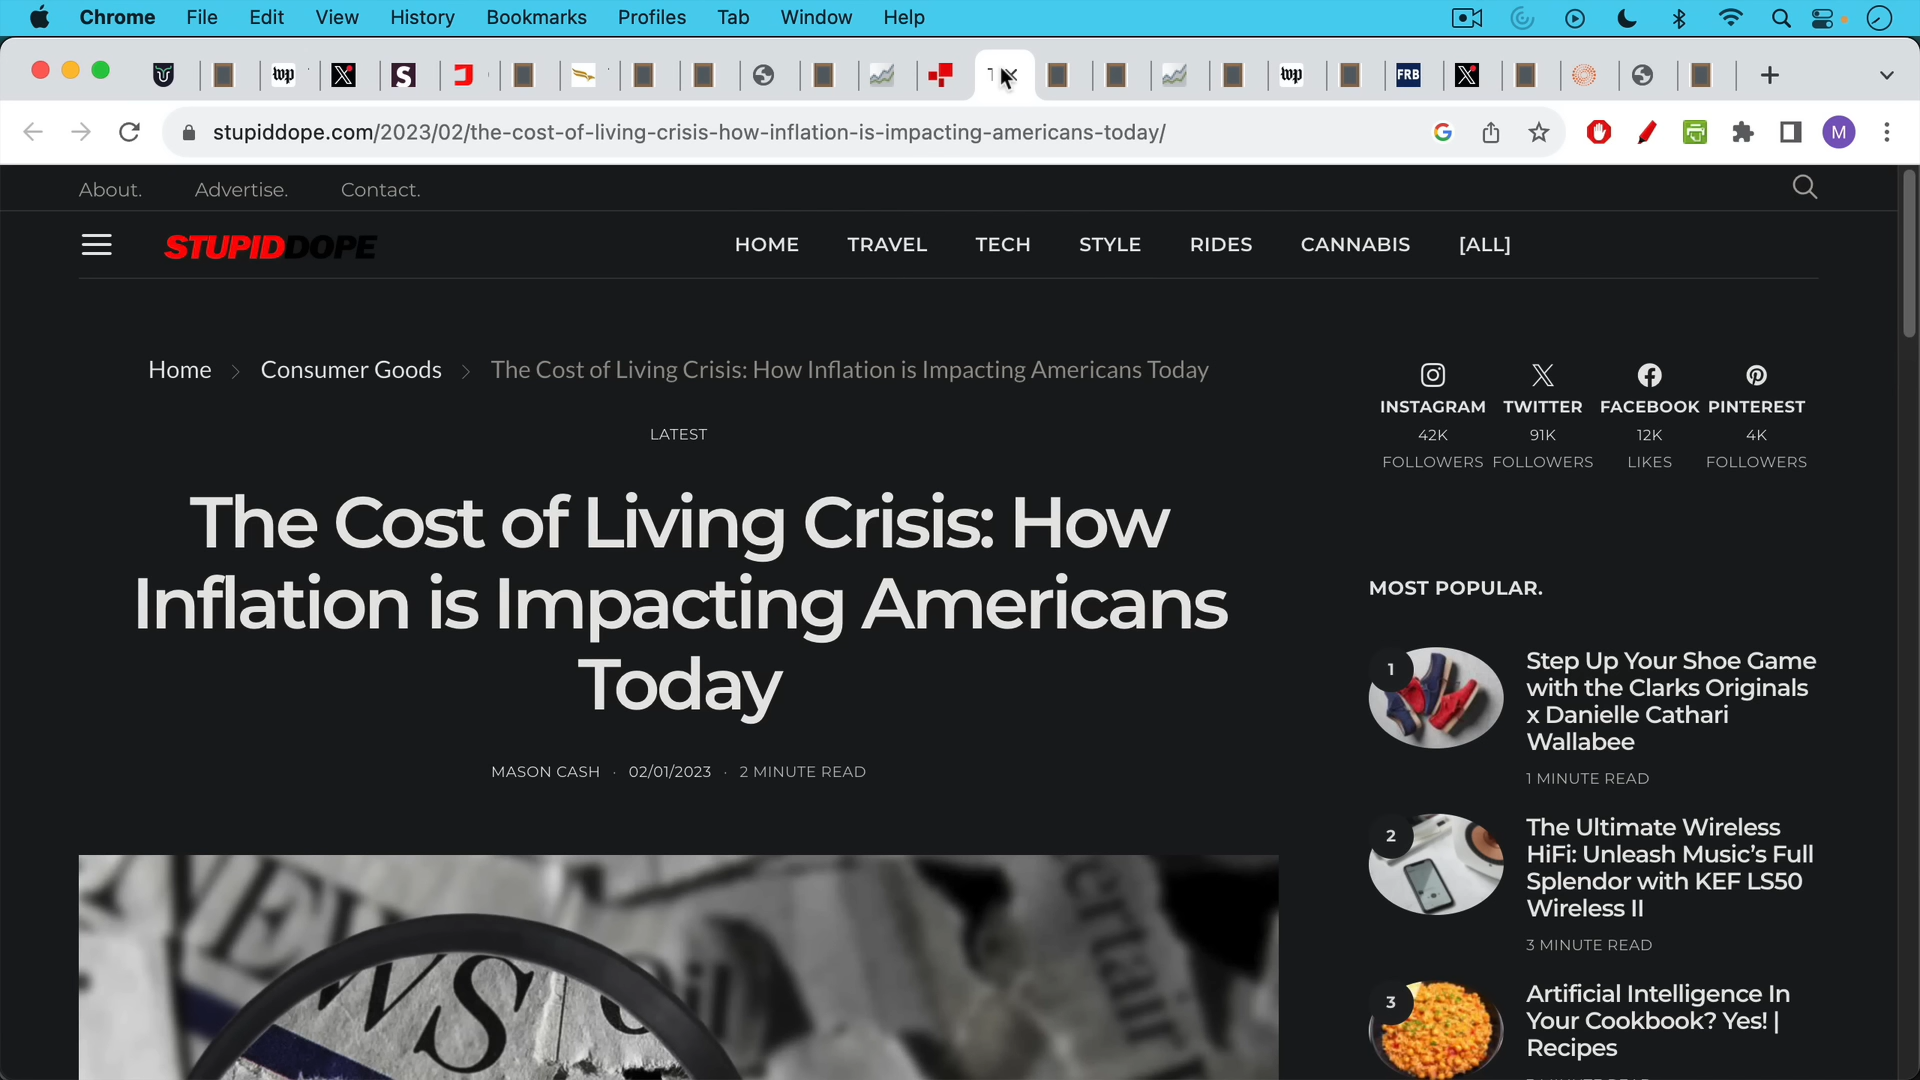 Chrome File Edit View History Bookmarks Profiles Tab Window Help
stupiddope.com/2023/02/the-cost-of-living-crisis-how-inflation-is-impacting-americans-today/
M
About. Advertise. Contact.
STUPIDDOPE
HOME TRAVEL TECH STYLE RIDES CANNABIS [ALL]
Home > Consumer Goods > The Cost of Living Crisis: How Inflation is Impacting Americans Today
LATEST
The Cost of Living Crisis: How
Inflation is Impacting Americans
Today
MASON CASH · 02/01/2023 · 2 MINUTE READ
INSTAGRAM TWITTER FACEBOOK PINTEREST
42K 91K 12K 4K
FOLLOWERS FOLLOWERS LIKES FOLLOWERS
MOST POPULAR.
1
Step Up Your Shoe Game
with the Clarks Originals
x Danielle Cathari
Wallabee
1 MINUTE READ
2
The Ultimate Wireless
HiFi: Unleash Music’s Full
Splendor with KEF LS50
Wireless II
3 MINUTE READ
3
Artificial Intelligence In
Your Cookbook? Yes! |
Recipes